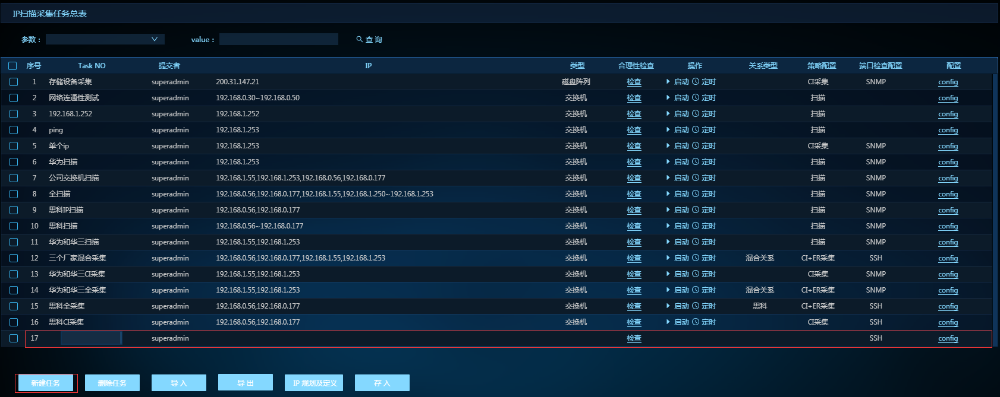 IP扫描采集任务总表
参数： value： 查 询
序号 Task NO 提交者 IP 类型 合理性检查 操作 关系类型 策略配置 端口检查配置 配置
1 存储设备采集 superadmin 200.31.147.21 磁盘阵列 检查 启动 定时 CI采集 SNMP config
2 网络连通性测试 superadmin 192.168.0.30~192.168.0.50 交换机 检查 启动 定时 扫描 config
3 192.168.1.252 superadmin 192.168.1.252 交换机 检查 启动 定时 扫描 config
4 ping superadmin 192.168.1.253 交换机 检查 启动 定时 扫描 config
5 单个ip superadmin 192.168.1.253 交换机 检查 启动 定时 CI采集 SNMP config
6 华为扫描 superadmin 192.168.1.253 交换机 检查 启动 定时 扫描 SNMP config
7 公司交换机扫描 superadmin 192.168.1.55,192.168.1.253,192.168.0.56,192.168.0.177 交换机 检查 启动 定时 扫描 SNMP config
8 全扫描 superadmin 192.168.0.56,192.168.0.177,192.168.1.55,192.168.1.250~192.168.1.253 交换机 检查 启动 定时 扫描 SNMP config
9 思科IP扫描 superadmin 192.168.0.56,192.168.0.177 交换机 检查 启动 定时 扫描 SNMP config
10 思科扫描 superadmin 192.168.0.56~192.168.0.177 交换机 检查 启动 定时 扫描 SNMP config
11 华为和华三扫描 superadmin 192.168.1.55,192.168.1.253 交换机 检查 启动 定时 扫描 SNMP config
12 三个厂家混合采集 superadmin 192.168.0.56,192.168.0.177,192.168.1.55,192.168.1.253 交换机 检查 启动 定时 混合关系 CI+ER采集 SSH config
13 华为和华三CI采集 superadmin 192.168.1.55,192.168.1.253 交换机 检查 启动 定时 CI采集 SNMP config
14 华为和华三全采集 superadmin 192.168.1.55,192.168.1.253 交换机 检查 启动 定时 混合关系 CI+ER采集 SNMP config
15 思科全采集 superadmin 192.168.0.56,192.168.0.177 交换机 检查 启动 定时 思科 CI+ER采集 SSH config
16 思科CI采集 superadmin 192.168.0.56,192.168.0.177 交换机 检查 启动 定时 CI采集 SSH config
17 superadmin 检查 SSH config
新建任务 删除任务 导 入 导 出 IP 规划及定义 存 入